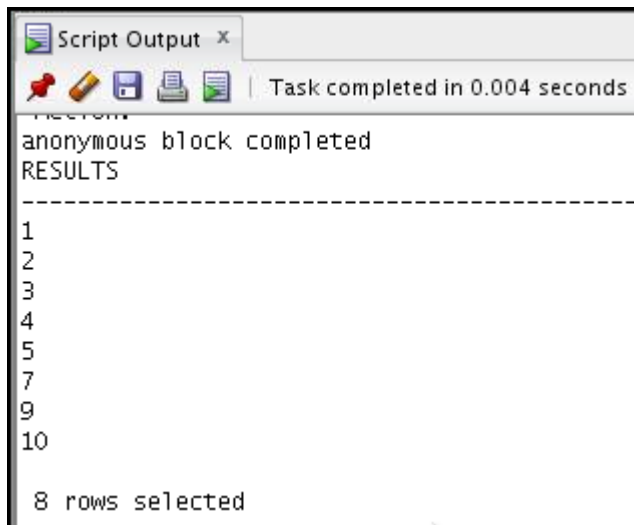 Script Output x
Task completed in 0.004 seconds
anonymous block completed
RESULTS
--------------------------------------------
1
2
3
4
5
7
9
10
8 rows selected